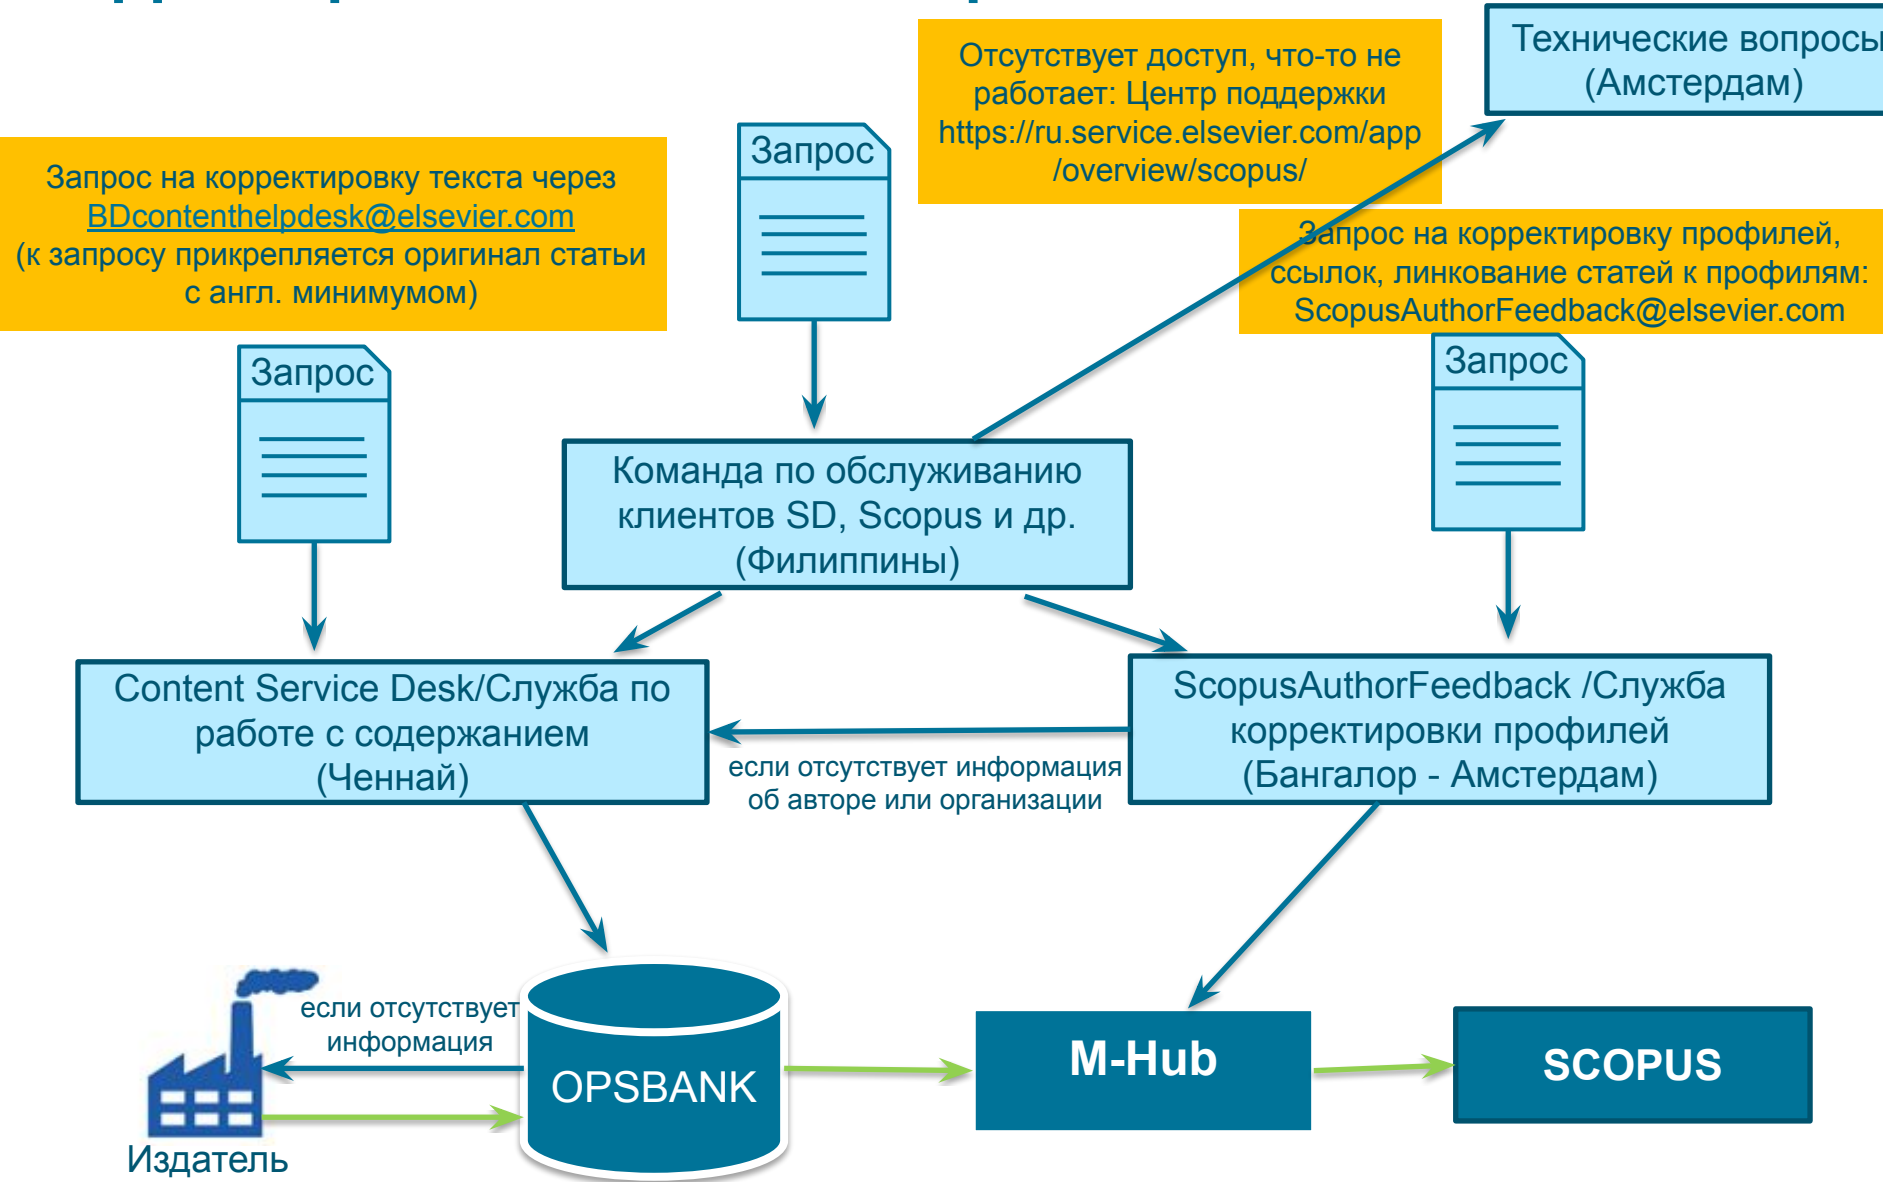 Технические вопросы
(Амстердам)
Отсутствует доступ, что-то не
работает: Центр поддержки
https://ru.service.elsevier.com/app
/overview/scopus/
Запрос
Запрос на корректировку текста через
BDcontenthelpdesk@elsevier.com
(к запросу прикрепляется оригинал статьи
с англ. минимумом)
Запрос на корректировку профилей,
ссылок, линкование статей к профилям:
ScopusAuthorFeedback@elsevier.com
Запрос
Запрос
Команда по обслуживанию
клиентов SD, Scopus и др.
(Филиппины)
Content Service Desk/Служба по
работе с содержанием
(Ченнай)
если отсутствует информация
об авторе или организации
ScopusAuthorFeedback /Служба
корректировки профилей
(Бангалор - Амстердам)
если отсутствует
информация
Издатель
OPSBANK
M-Hub
SCOPUS